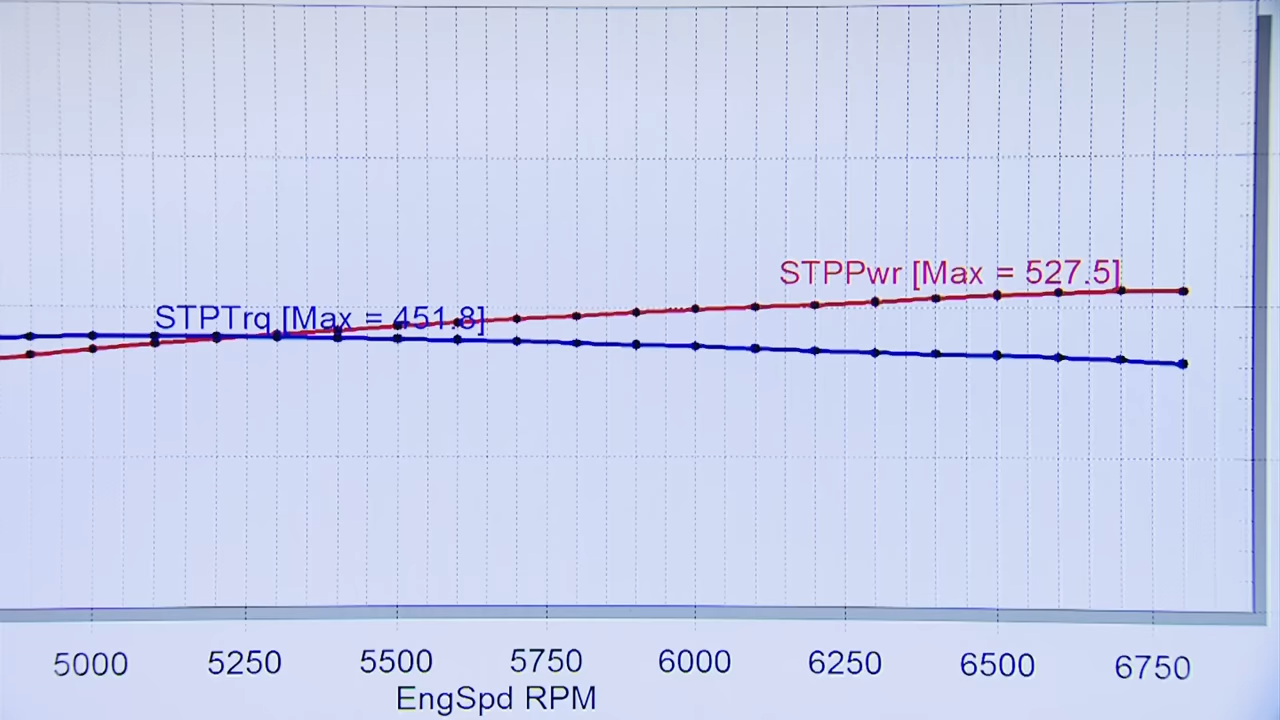 STPPwr [Max = 527.5]
STPTrq [Max = 451.8]
5000 5250 5500 5750 6000 6250 6500 6750
EngSpd RPM